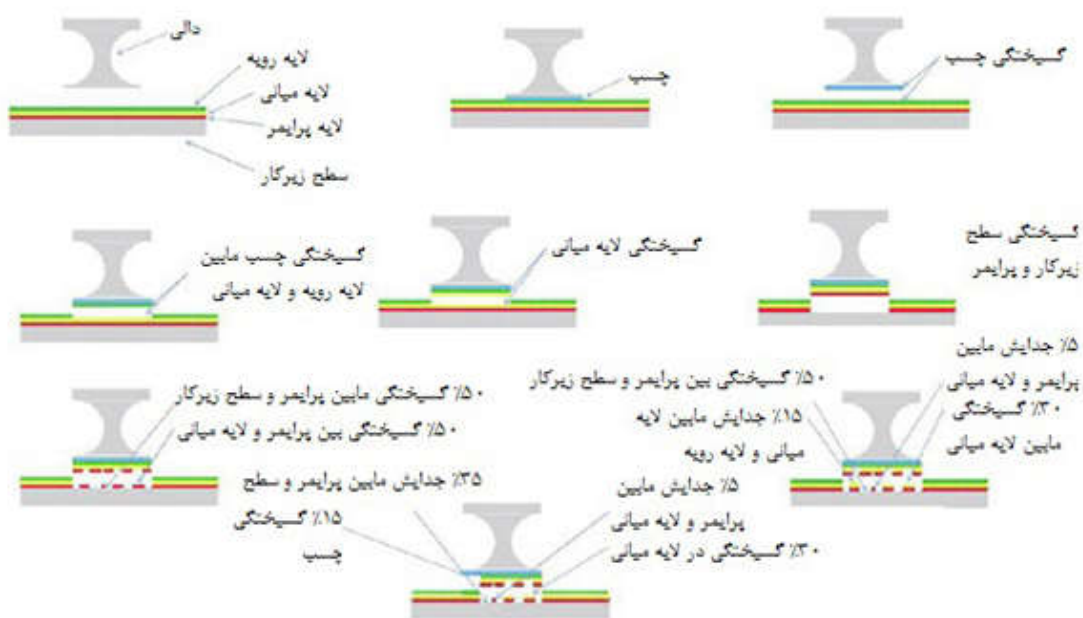 دالی
لایه رویه
لایه میانی
لایه پرایمر
سطح زیرکار
چسب
گسیختگی چسب
گسیختگی چسب مابین
لایه رویه و لایه میانی
گسیختگی لایه میانی
گسیختگی سطح
زیرکار و پرایمر
۵۰٪ گسیختگی مابین پرایمر و سطح زیرکار
۵۰٪ گسیختگی بین پرایمر و لایه میانی
۵۰٪ گسیختگی بین پرایمر و سطح زیرکار
۱۵٪ جدایش مابین لایه
میانی و لایه رویه
۵٪ جدایش مابین
پرایمر و لایه میانی
۳۰٪ گسیختگی
مابین لایه میانی
۳۵٪ جدایش مابین پرایمر و سطح
۱۵٪ گسیختگی
چسب
۵٪ جدایش مابین
پرایمر و لایه میانی
۳۰٪ گسیختگی در لایه میانی